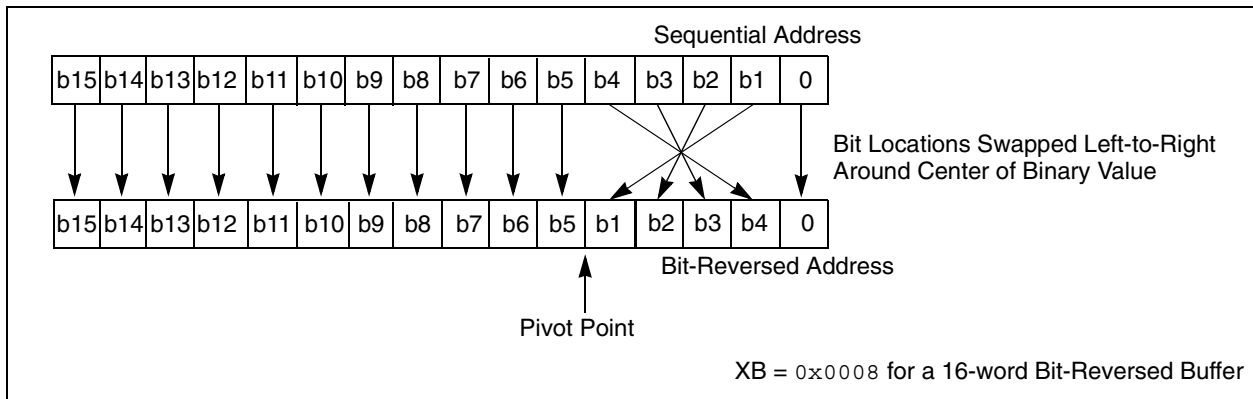 Sequential Address
b15 b14 b13 b12 b11 b10 b9 b8 b7 b6 b5 b4 b3 b2 b1 0
Bit Locations Swapped Left-to-Right
Around Center of Binary Value
b15 b14 b13 b12 b11 b10 b9 b8 b7 b6 b5 b1 b2 b3 b4 0
Bit-Reversed Address
Pivot Point
XB = 0x0008 for a 16-word Bit-Reversed Buffer